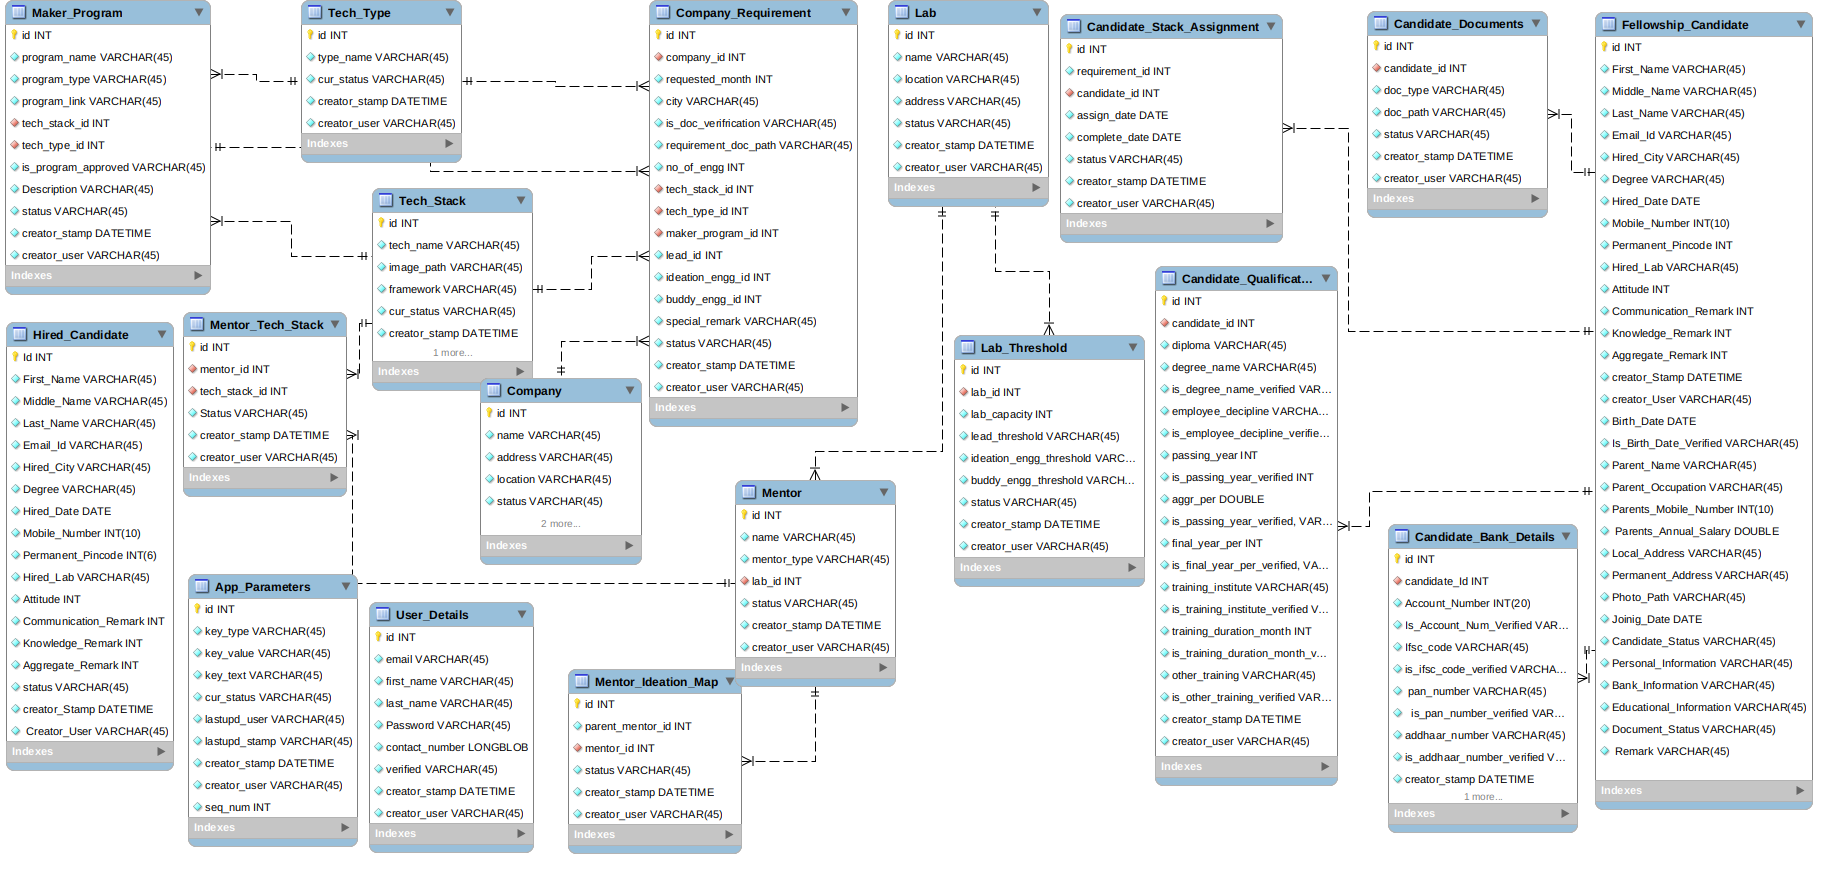 Maker_Program
id INT
program_name VARCHAR(45)
program_type VARCHAR(45)
program_link VARCHAR(45)
tech_stack_id INT
tech_type_id INT
is_program_approved VARCHAR(45)
Description VARCHAR(45)
status VARCHAR(45)
creator_stamp DATETIME
creator_user VARCHAR(45)
Indexes
Tech_Type
id INT
type_name VARCHAR(45)
cur_status VARCHAR(45)
creator_stamp DATETIME
creator_user VARCHAR(45)
Indexes
Tech_Stack
id INT
tech_name VARCHAR(45)
image_path VARCHAR(45)
framework VARCHAR(45)
cur_status VARCHAR(45)
creator_stamp DATETIME
1 more...
Indexes
Company_Requirement
id INT
company_id INT
requested_month INT
city VARCHAR(45)
is_doc_verifrication VARCHAR(45)
requirement_doc_path VARCHAR(45)
no_of_engg INT
tech_stack_id INT
tech_type_id INT
maker_program_id INT
lead_id INT
ideation_engg_id INT
buddy_engg_id INT
special_remark VARCHAR(45)
status VARCHAR(45)
creator_stamp DATETIME
creator_user VARCHAR(45)
Indexes
Lab
id INT
name VARCHAR(45)
location VARCHAR(45)
address VARCHAR(45)
status VARCHAR(45)
creator_stamp DATETIME
creator_user VARCHAR(45)
Indexes
Candidate_Stack_Assignment
id INT
requirement_id INT
candidate_id INT
assign_date DATE
complete_date DATE
status VARCHAR(45)
creator_stamp DATETIME
creator_user VARCHAR(45)
Indexes
Candidate_Documents
id INT
candidate_id INT
doc_type VARCHAR(45)
doc_path VARCHAR(45)
status VARCHAR(45)
creator_stamp DATETIME
creator_user VARCHAR(45)
Indexes
Fellowship_Candidate
id INT
First_Name VARCHAR(45)
Middle_Name VARCHAR(45)
Last_Name VARCHAR(45)
Email_Id VARCHAR(45)
Hired_City VARCHAR(45)
Degree VARCHAR(45)
Hired_Date DATE
Mobile_Number INT(10)
Permanent_Pincode INT
Hired_Lab VARCHAR(45)
Attitude INT
Communication_Remark INT
Knowledge_Remark INT
Aggregate_Remark INT
creator_Stamp DATETIME
creator_User VARCHAR(45)
Birth_Date DATE
Is_Birth_Date_Verified VARCHAR(45)
Parent_Name VARCHAR(45)
Parent_Occupation VARCHAR(45)
Parents_Mobile_Number INT(10)
Parents_Annual_Salary DOUBLE
Local_Address VARCHAR(45)
Permanent_Address VARCHAR(45)
Photo_Path VARCHAR(45)
Joinig_Date DATE
Candidate_Status VARCHAR(45)
Personal_Information VARCHAR(45)
Bank_Information VARCHAR(45)
Educational_Information VARCHAR(45)
Document_Status VARCHAR(45)
Remark VARCHAR(45)
Indexes
Hired_Candidate
Id INT
First_Name VARCHAR(45)
Middle_Name VARCHAR(45)
Last_Name VARCHAR(45)
Email_Id VARCHAR(45)
Hired_City VARCHAR(45)
Degree VARCHAR(45)
Hired_Date DATE
Mobile_Number INT(10)
Permanent_Pincode INT(6)
Hired_Lab VARCHAR(45)
Attitude INT
Communication_Remark INT
Knowledge_Remark INT
Aggregate_Remark INT
status VARCHAR(45)
creator_Stamp DATETIME
Creator_User VARCHAR(45)
Indexes
Mentor_Tech_Stack
id INT
mentor_id INT
tech_stack_id INT
Status VARCHAR(45)
creator_stamp DATETIME
creator_user VARCHAR(45)
Indexes
Company
id INT
name VARCHAR(45)
address VARCHAR(45)
location VARCHAR(45)
status VARCHAR(45)
2 more...
Indexes
App_Parameters
id INT
key_type VARCHAR(45)
key_value VARCHAR(45)
key_text VARCHAR(45)
cur_status VARCHAR(45)
lastupd_user VARCHAR(45)
lastupd_stamp VARCHAR(45)
creator_stamp DATETIME
creator_user VARCHAR(45)
seq_num INT
Indexes
User_Details
id INT
email VARCHAR(45)
first_name VARCHAR(45)
last_name VARCHAR(45)
Password VARCHAR(45)
contact_number LONGBLOB
verified VARCHAR(45)
creator_stamp DATETIME
creator_user VARCHAR(45)
Indexes
Mentor_Ideation_Map
id INT
parent_mentor_id INT
mentor_id INT
status VARCHAR(45)
creator_stamp DATETIME
creator_user VARCHAR(45)
Indexes
Mentor
id INT
name VARCHAR(45)
mentor_type VARCHAR(45)
lab_id INT
status VARCHAR(45)
creator_stamp DATETIME
creator_user VARCHAR(45)
Indexes
Lab_Threshold
id INT
lab_id INT
lab_capacity INT
lead_threshold VARCHAR(45)
ideation_engg_threshold VARC...
buddy_engg_threshold VARCH...
status VARCHAR(45)
creator_stamp DATETIME
creator_user VARCHAR(45)
Indexes
Candidate_Qualificat...
id INT
candidate_id INT
diploma VARCHAR(45)
degree_name VARCHAR(45)
is_degree_name_verified VAR...
employee_decipline VARCHA...
is_employee_decipline_verifie...
passing_year INT
is_passing_year_verified INT
aggr_per DOUBLE
is_passing_year_verified, VAR...
final_year_per INT
is_final_year_per_verified, VA...
training_institute VARCHAR(45)
is_training_institute_verified V...
training_duration_month INT
is_training_duration_month_v...
other_training VARCHAR(45)
is_other_training_verified VAR...
creator_stamp DATETIME
creator_user VARCHAR(45)
Indexes
Candidate_Bank_Details
id INT
candidate_Id INT
Account_Number INT(20)
Is_Account_Num_Verified VAR...
Ifsc_code VARCHAR(45)
is_ifsc_code_verified VARCHA...
pan_number VARCHAR(45)
is_pan_number_verified VAR...
addhaar_number VARCHAR(45)
is_addhaar_number_verified V...
creator_stamp DATETIME
1 more...
Indexes